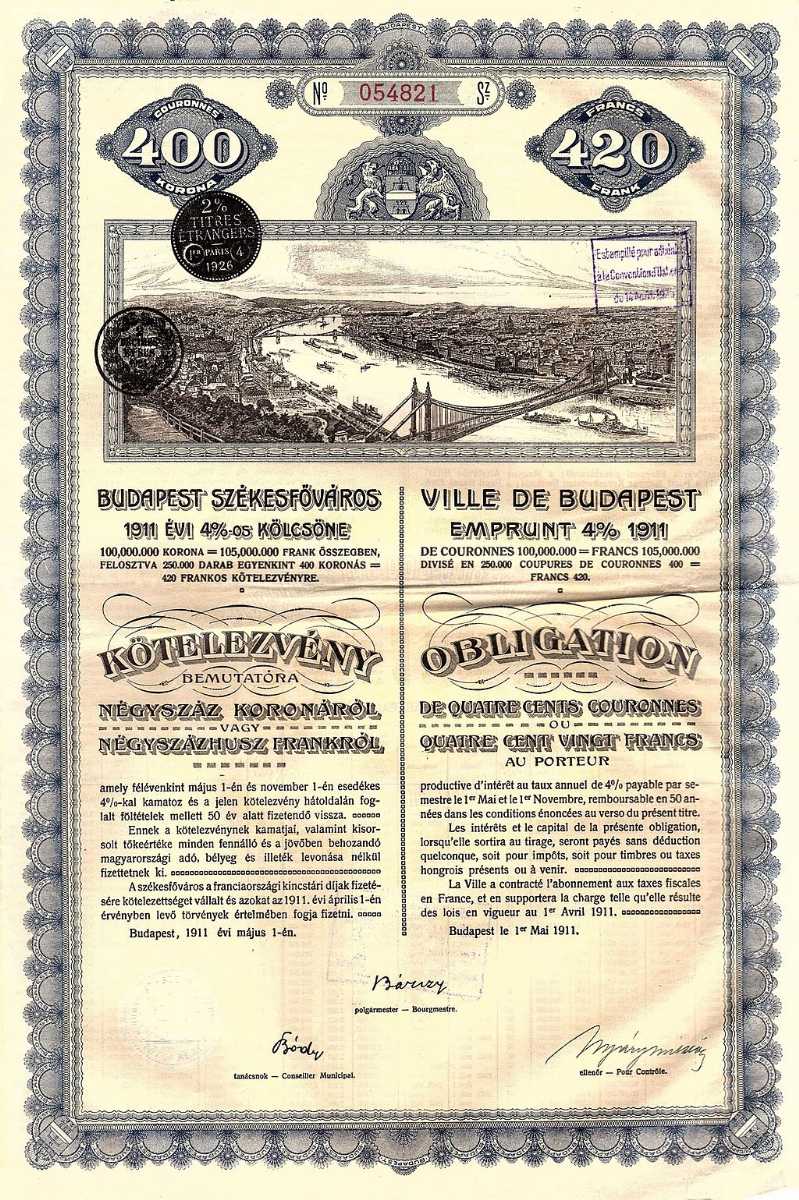 BUDAPEST
Nº 054821 Sz.
COURONNES
400
KORONA
FRANCS
420
FRANK
2%
TITRES
ETRANGERS
PARIS 4
1926
Estampillé pour
à la Convention
du
BUDAPEST SZÉKESFŐVÁROS
1911 ÉVI 4%-OS KÖLCSÖNE
100,000.000 KORONA = 105,000.000 FRANK ÖSSZEGBEN,
FELOSZTVA 250.000 DARAB EGYENKINT 400 KORONÁS =
420 FRANKOS KÖTELEZVÉNYRE.
KÖTELEZVÉNY
BEMUTATÓRA
NÉGYSZÁZ KORONÁRÓL
VAGY
NÉGYSZÁZHUSZ FRANKRÓL
amely félévenkint május 1-én és november 1-én esedékes
4%-kal kamatoz és a jelen kötelezvény hátoldalán fog-
lalt föltételek mellett 50 év alatt fizetendő vissza.
Ennek a kötelezvénynek kamatjai, valamint kisor-
solt tőkeértéke minden fennálló és a jövőben behozandó
magyarországi adó, bélyeg és illeték levonása nélkül
fizettetnek ki.
A székesfőváros a franciaországi kincstári díjak fizeté-
sére kötelezettséget vállalt és azokat az 1911. évi április 1-én
érvényben levő törvények értelmében fogja fizetni.
Budapest, 1911 évi május 1-én.
VILLE DE BUDAPEST
EMPRUNT 4% 1911
DE COURONNES 100,000.000 = FRANCS 105,000.000
DIVISÉ EN 250.000 COUPURES DE COURONNES 400 =
FRANCS 420.
OBLIGATION
DE QUATRE CENTS COURONNES
OU
QUATRE CENT VINGT FRANCS
AU PORTEUR
productive d'intérêt au taux annuel de 4% payable par se-
mestre le 1er Mai et le 1er Novembre, remboursable en 50 an-
nées dans les conditions énoncées au verso du présent titre.
Les intérêts et le capital de la présente obligation,
lorsqu'elle sortira au tirage, seront payés sans déduction
quelconque, soit pour impôts, soit pour timbres ou taxes
hongrois présents ou à venir.
La Ville a contracté l'abonnement aux taxes fiscales
en France, et en supportera la charge telle qu'elle résulte
des lois en vigueur au 1er Avril 1911.
Budapest le 1er Mai 1911.
Bárczy
polgármester — Bourgmestre.
Bódy
tanácsnok — Conseiller Municipal.
ellenőr — Pour Contrôle.